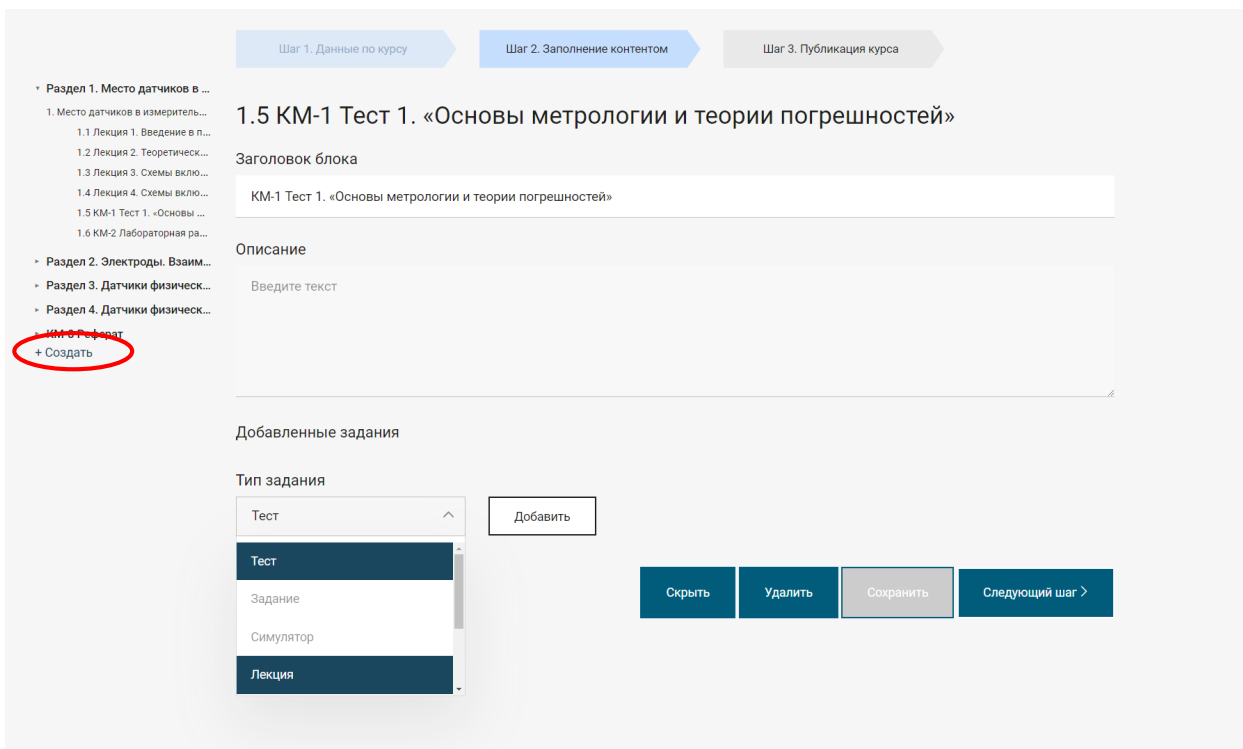 Шаг 1. Данные по курсу
Шаг 2. Заполнение контентом
Шаг 3. Публикация курса
Раздел 1. Место датчиков в ...
1. Место датчиков в измеритель...
1.1 Лекция 1. Введение в п...
1.2 Лекция 2. Теоретическ...
1.3 Лекция 3. Схемы вклю...
1.4 Лекция 4. Схемы вклю...
1.5 КМ-1 Тест 1. «Основы ...
1.6 КМ-2 Лабораторная ра...
Раздел 2. Электроды. Взаим...
Раздел 3. Датчики физическ...
Раздел 4. Датчики физическ...
КМ-8 Реферат
+ Создать
1.5 КМ-1 Тест 1. «Основы метрологии и теории погрешностей»
Заголовок блока
КМ-1 Тест 1. «Основы метрологии и теории погрешностей»
Описание
Введите текст
Добавленные задания
Тип задания
Тест
Добавить
Тест
Задание
Симулятор
Лекция
Скрыть
Удалить
Сохранить
Следующий шаг >